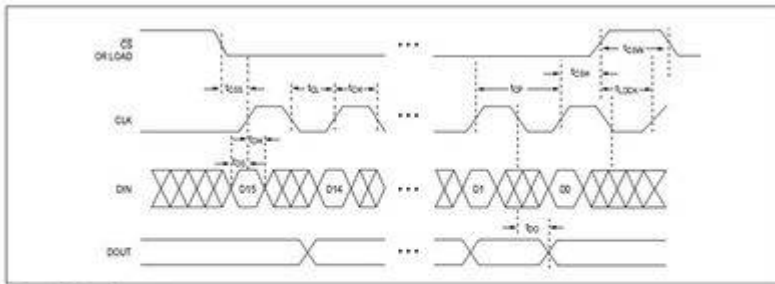 CS
OR LOAD
tCSS
tCL
tCH
tCP
tCSH
tCSW
tLDCK
CLK
tDH
tDS
DIN
D15
D14
D1
D0
tDO
DOUT